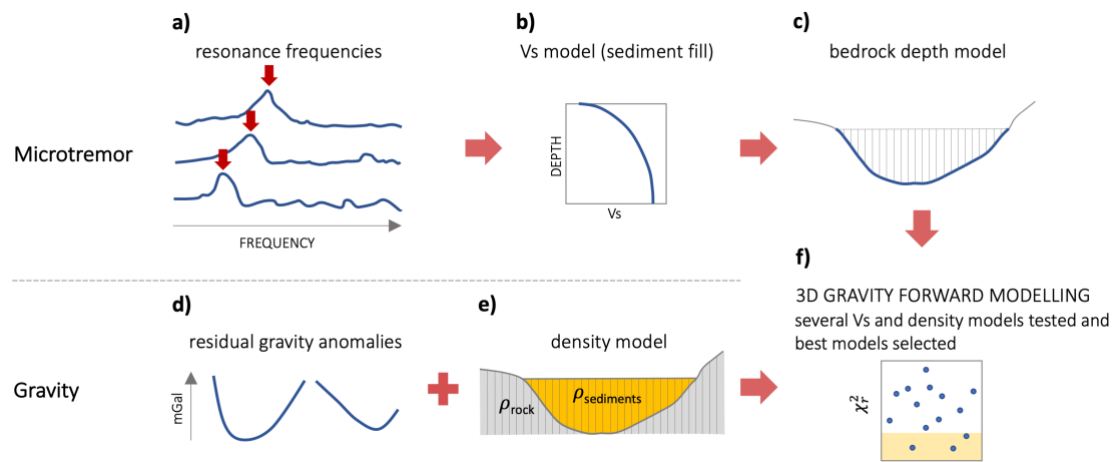 a)
resonance frequencies
b)
Vs model (sediment fill)
c)
bedrock depth model
Microtremor
DEPTH
Vs
FREQUENCY
d)
residual gravity anomalies
e)
density model
f)
3D GRAVITY FORWARD MODELLING
several Vs and density models tested and
best models selected
Gravity
mGal
ρrock
ρsediments
χ²r